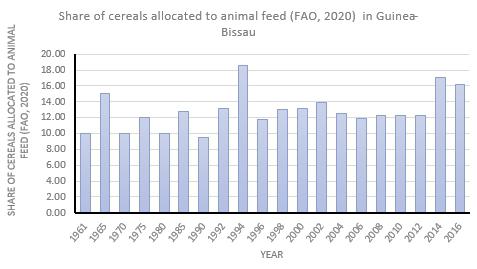 Share of cereals allocated to animal feed (FAO, 2020) in Guinea-
Bissau
SHARE OF CEREALS ALLOCATED TO ANIMAL
FEED (FAO, 2020)
20.00
18.00
16.00
14.00
12.00
10.00
8.00
6.00
4.00
2.00
0.00
1961 1965 1970 1975 1980 1985 1990 1992 1994 1996 1998 2000 2002 2004 2006 2008 2010 2012 2014 2016
YEAR